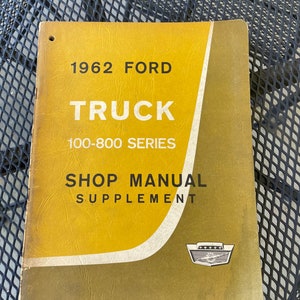 1962 FORD
TRUCK
100-800 SERIES
SHOP MANUAL
SUPPLEMENT